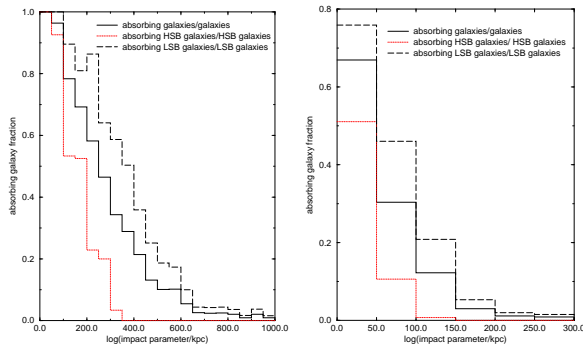 absorbing galaxies/galaxies
absorbing HSB galaxies/HSB galaxies
absorbing LSB galaxies/LSB galaxies
1.0
0.8
0.6
0.4
0.2
0.0
absorbing galaxy fraction
0.0 200.0 400.0 600.0 800.0 1000.0
log(impact parameter/kpc)
absorbing galaxies/galaxies
absorbing HSB galaxies/ HSB galaxies
absorbing LSB galaxies/LSB galaxies
0.8
0.6
0.4
0.2
0.0
absorbing galaxy fraction
0.0 50.0 100.0 150.0 200.0 250.0 300.0
log(impact parameter/kpc)